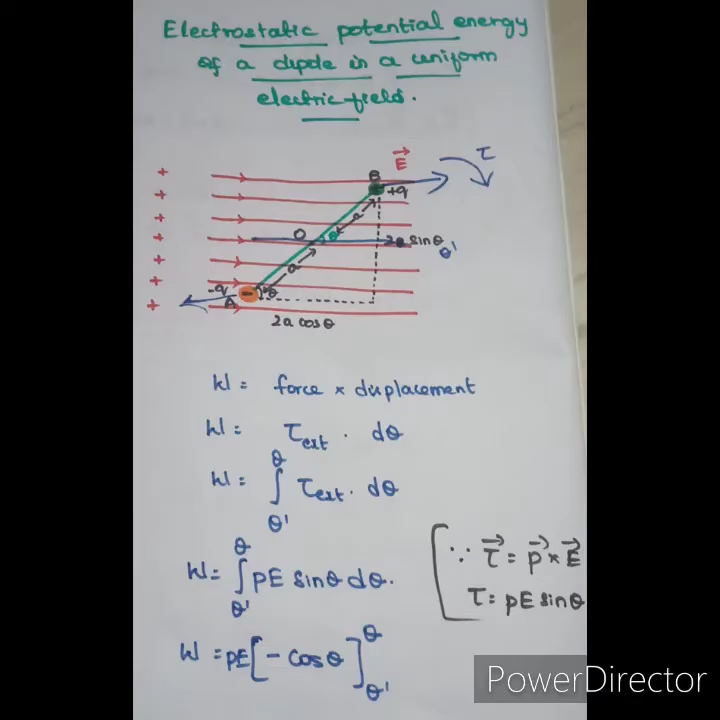 Electrostatic potential energy
of a dipole in a uniform
electric field.
+ + + + + + +
E⃗
τ
B
+q
a
O
θ
2a sinθ
θ'
a
-q
θ
A
2a cosθ
W = force × duplacement
W = τext . dθ
W = ∫θ'^θ τext . dθ
W = ∫θ'^θ pE sinθ dθ.
[ ∵ τ⃗ = p⃗ × E⃗
τ = pE sinθ
W = pE [ - cosθ ]θ'^θ
PowerDirector